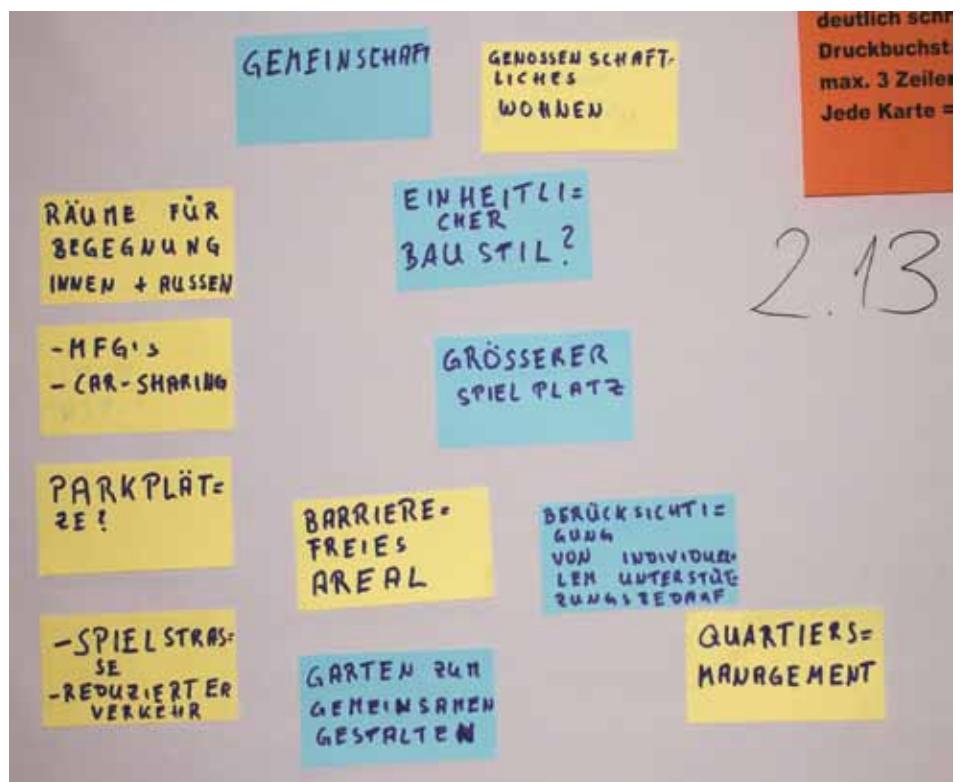 GEMEINSCHAFT
GENOSSENSCHAFT-
LICHES
WOHNEN
deutlich schr
Druckbuchst
max. 3 Zeilen
Jede Karte =
RÄUME FÜR
BEGEGNUNG
INNEN + AUSSEN
EINHEITLI=
CHER
BAUSTIL?
2.13
-MFG's
- CAR-SHARING
GRÖSSERER
SPIELPLATZ
PARKPLÄT=
ZE?
BARRIERE=
FREIES
AREAL
BERÜCKSICHTI=
GUNG
VON INDIVIDUEL-
LEM UNTERSTÜT
ZUNGSBEDARF
-SPIELSTRAS=
SE
-REDUZIERTER
VERKEHR
GARTEN ZUM
GEMEINSAMEN
GESTALTEN
QUARTIERS=
MANAGEMENT